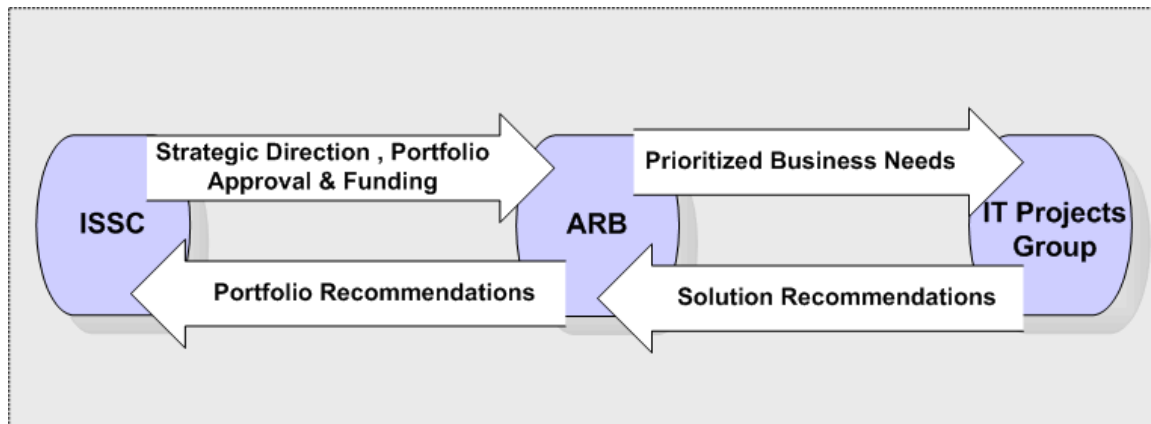 Strategic Direction , Portfolio
Approval & Funding
Prioritized Business Needs
ISSC
ARB
IT Projects
Group
Portfolio Recommendations
Solution Recommendations